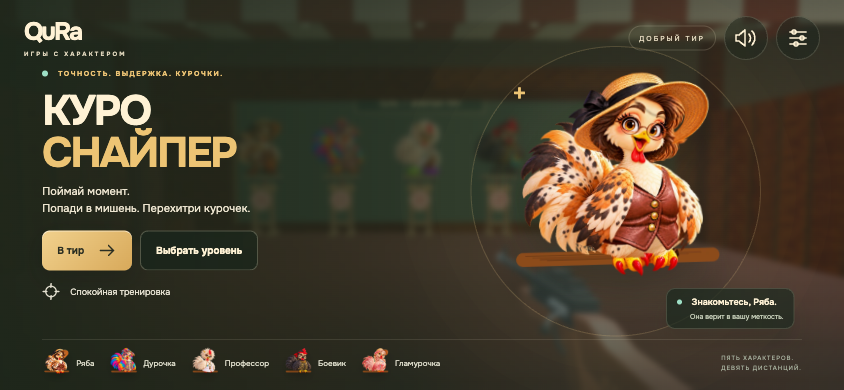 QuRa
ИГРЫ С ХАРАКТЕРОМ
ДОБРЫЙ ТИР
ТОЧНОСТЬ. ВЫДЕРЖКА. КУРОЧКИ.
КУРО
СНАЙПЕР
Поймай момент.
Попади в мишень. Перехитри курочек.
В тир
Выбрать уровень
Спокойная тренировка
Знакомьтесь, Ряба.
Она верит в вашу меткость.
Ряба
Дурочка
Профессор
Боевик
Гламурочка
ПЯТЬ ХАРАКТЕРОВ.
ДЕВЯТЬ ДИСТАНЦИЙ.